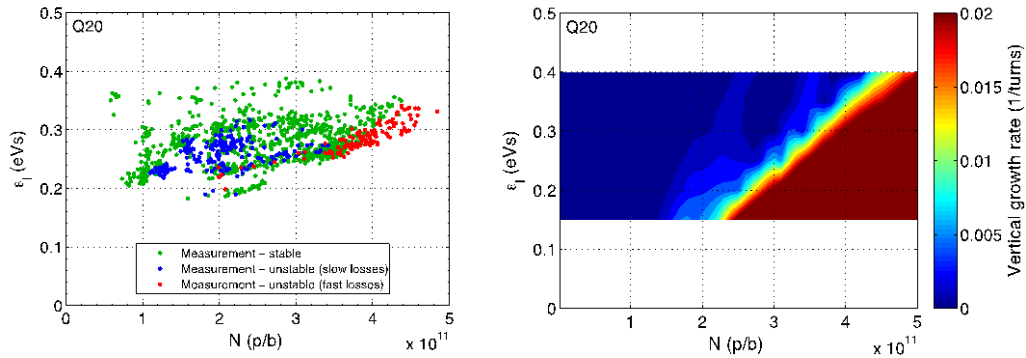 Q20
0.5
0.4
0.3
0.2
0.1
0
ε_l (eVs)
Measurement – stable
Measurement – unstable (slow losses)
Measurement – unstable (fast losses)
0 1 2 3 4 5
N (p/b)
x 10^11
Q20
0.5
0.4
0.3
0.2
0.1
0
ε_l (eVs)
1 2 3 4 5
N (p/b)
x 10^11
0.02
0.015
0.01
0.005
0
Vertical growth rate (1/turns)